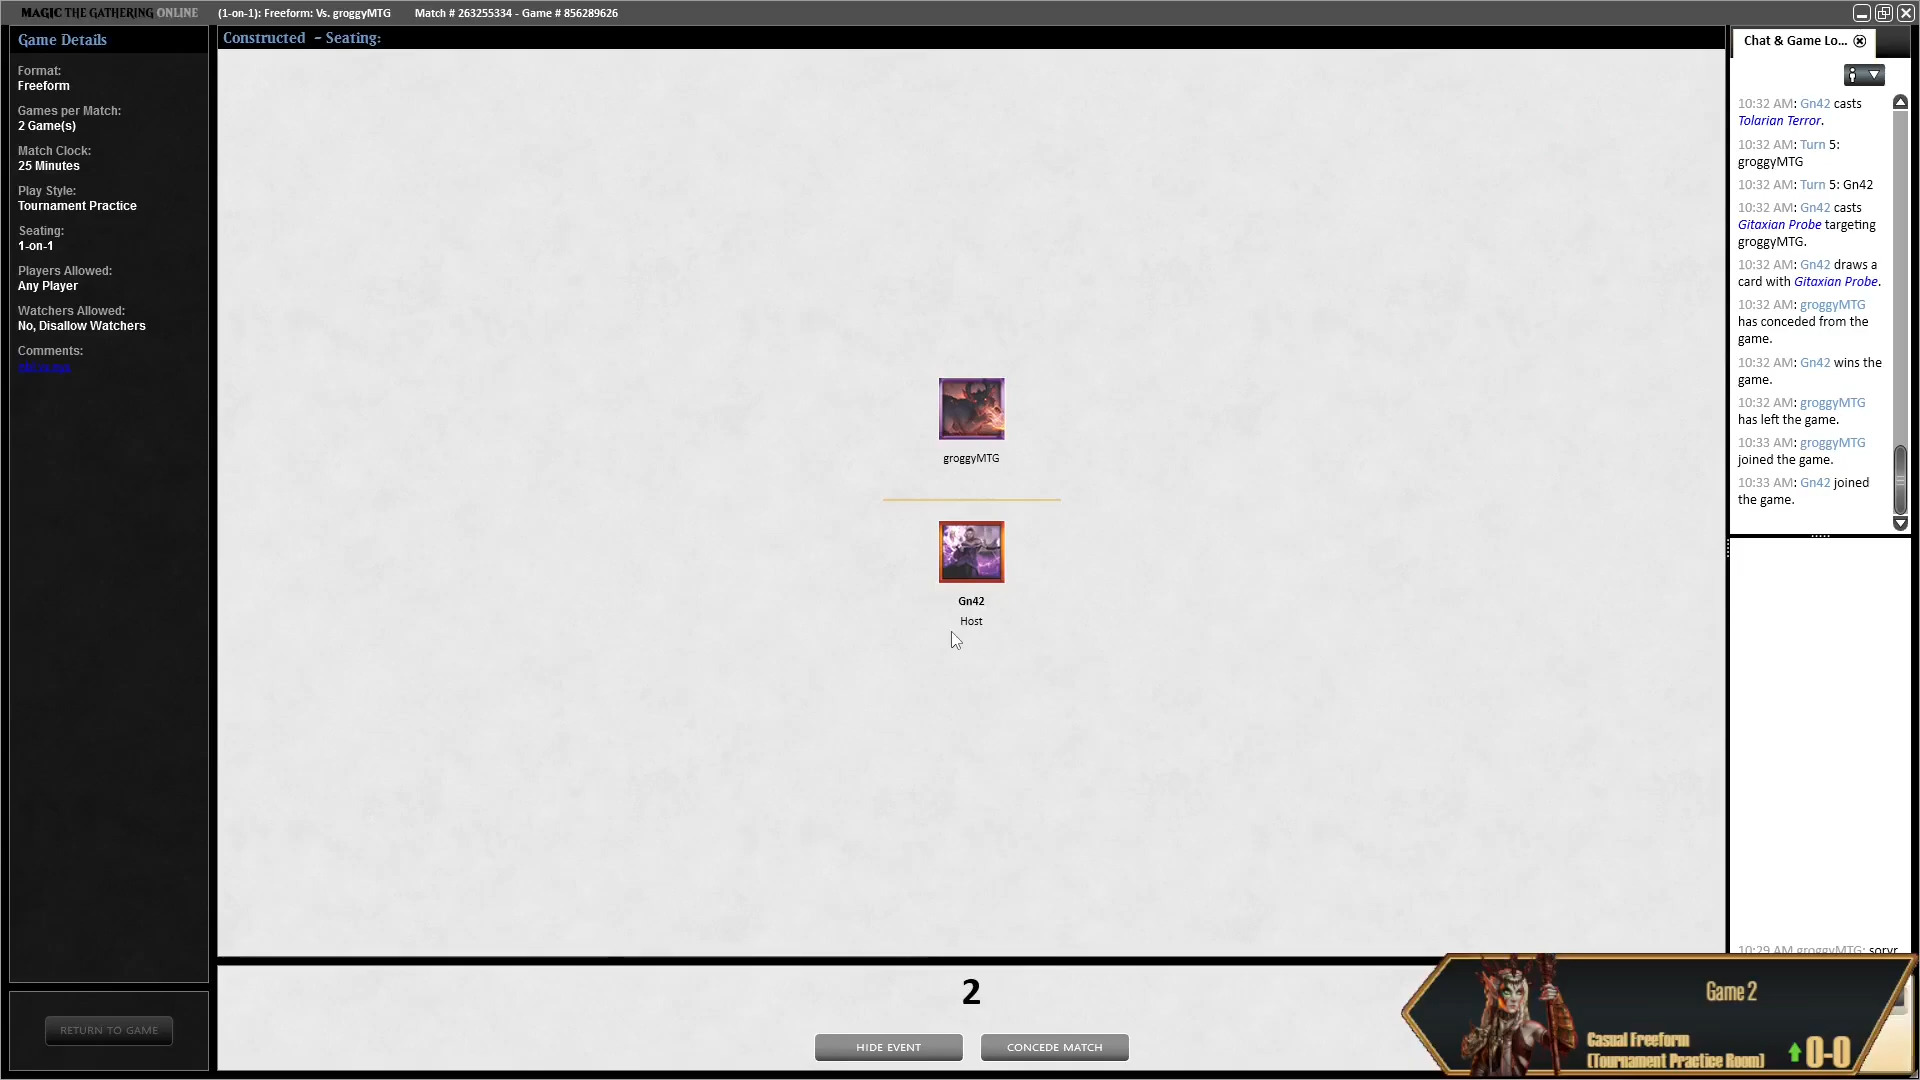 MAGIC THE GATHERING ONLINE (1-on-1): Freeform: Vs. groggyMTG Match # 263255334 - Game # 856289626
Game Details
Format:
Freeform
Games per Match:
2 Game(s)
Match Clock:
25 Minutes
Play Style:
Tournament Practice
Seating:
1-on-1
Players Allowed:
Any Player
Watchers Allowed:
No, Disallow Watchers
Comments:
RETURN TO GAME
Constructed - Seating:
groggyMTG
Gn42
Host
2
HIDE EVENT
CONCEDE MATCH
Chat & Game Lo...
10:32 AM: Gn42 casts
Tolarian Terror.
10:32 AM: Turn 5:
groggyMTG
10:32 AM: Turn 5: Gn42
10:32 AM: Gn42 casts
Gitaxian Probe targeting
groggyMTG.
10:32 AM: Gn42 draws a
card with Gitaxian Probe.
10:32 AM: groggyMTG
has conceded from the
game.
10:32 AM: Gn42 wins the
game.
10:32 AM: groggyMTG
has left the game.
10:33 AM: groggyMTG
joined the game.
10:33 AM: Gn42 joined
the game.
10:29 AM groggyMTG: soryr
Game 2
Casual Freeform
(Tournament Practice Room)
0-0